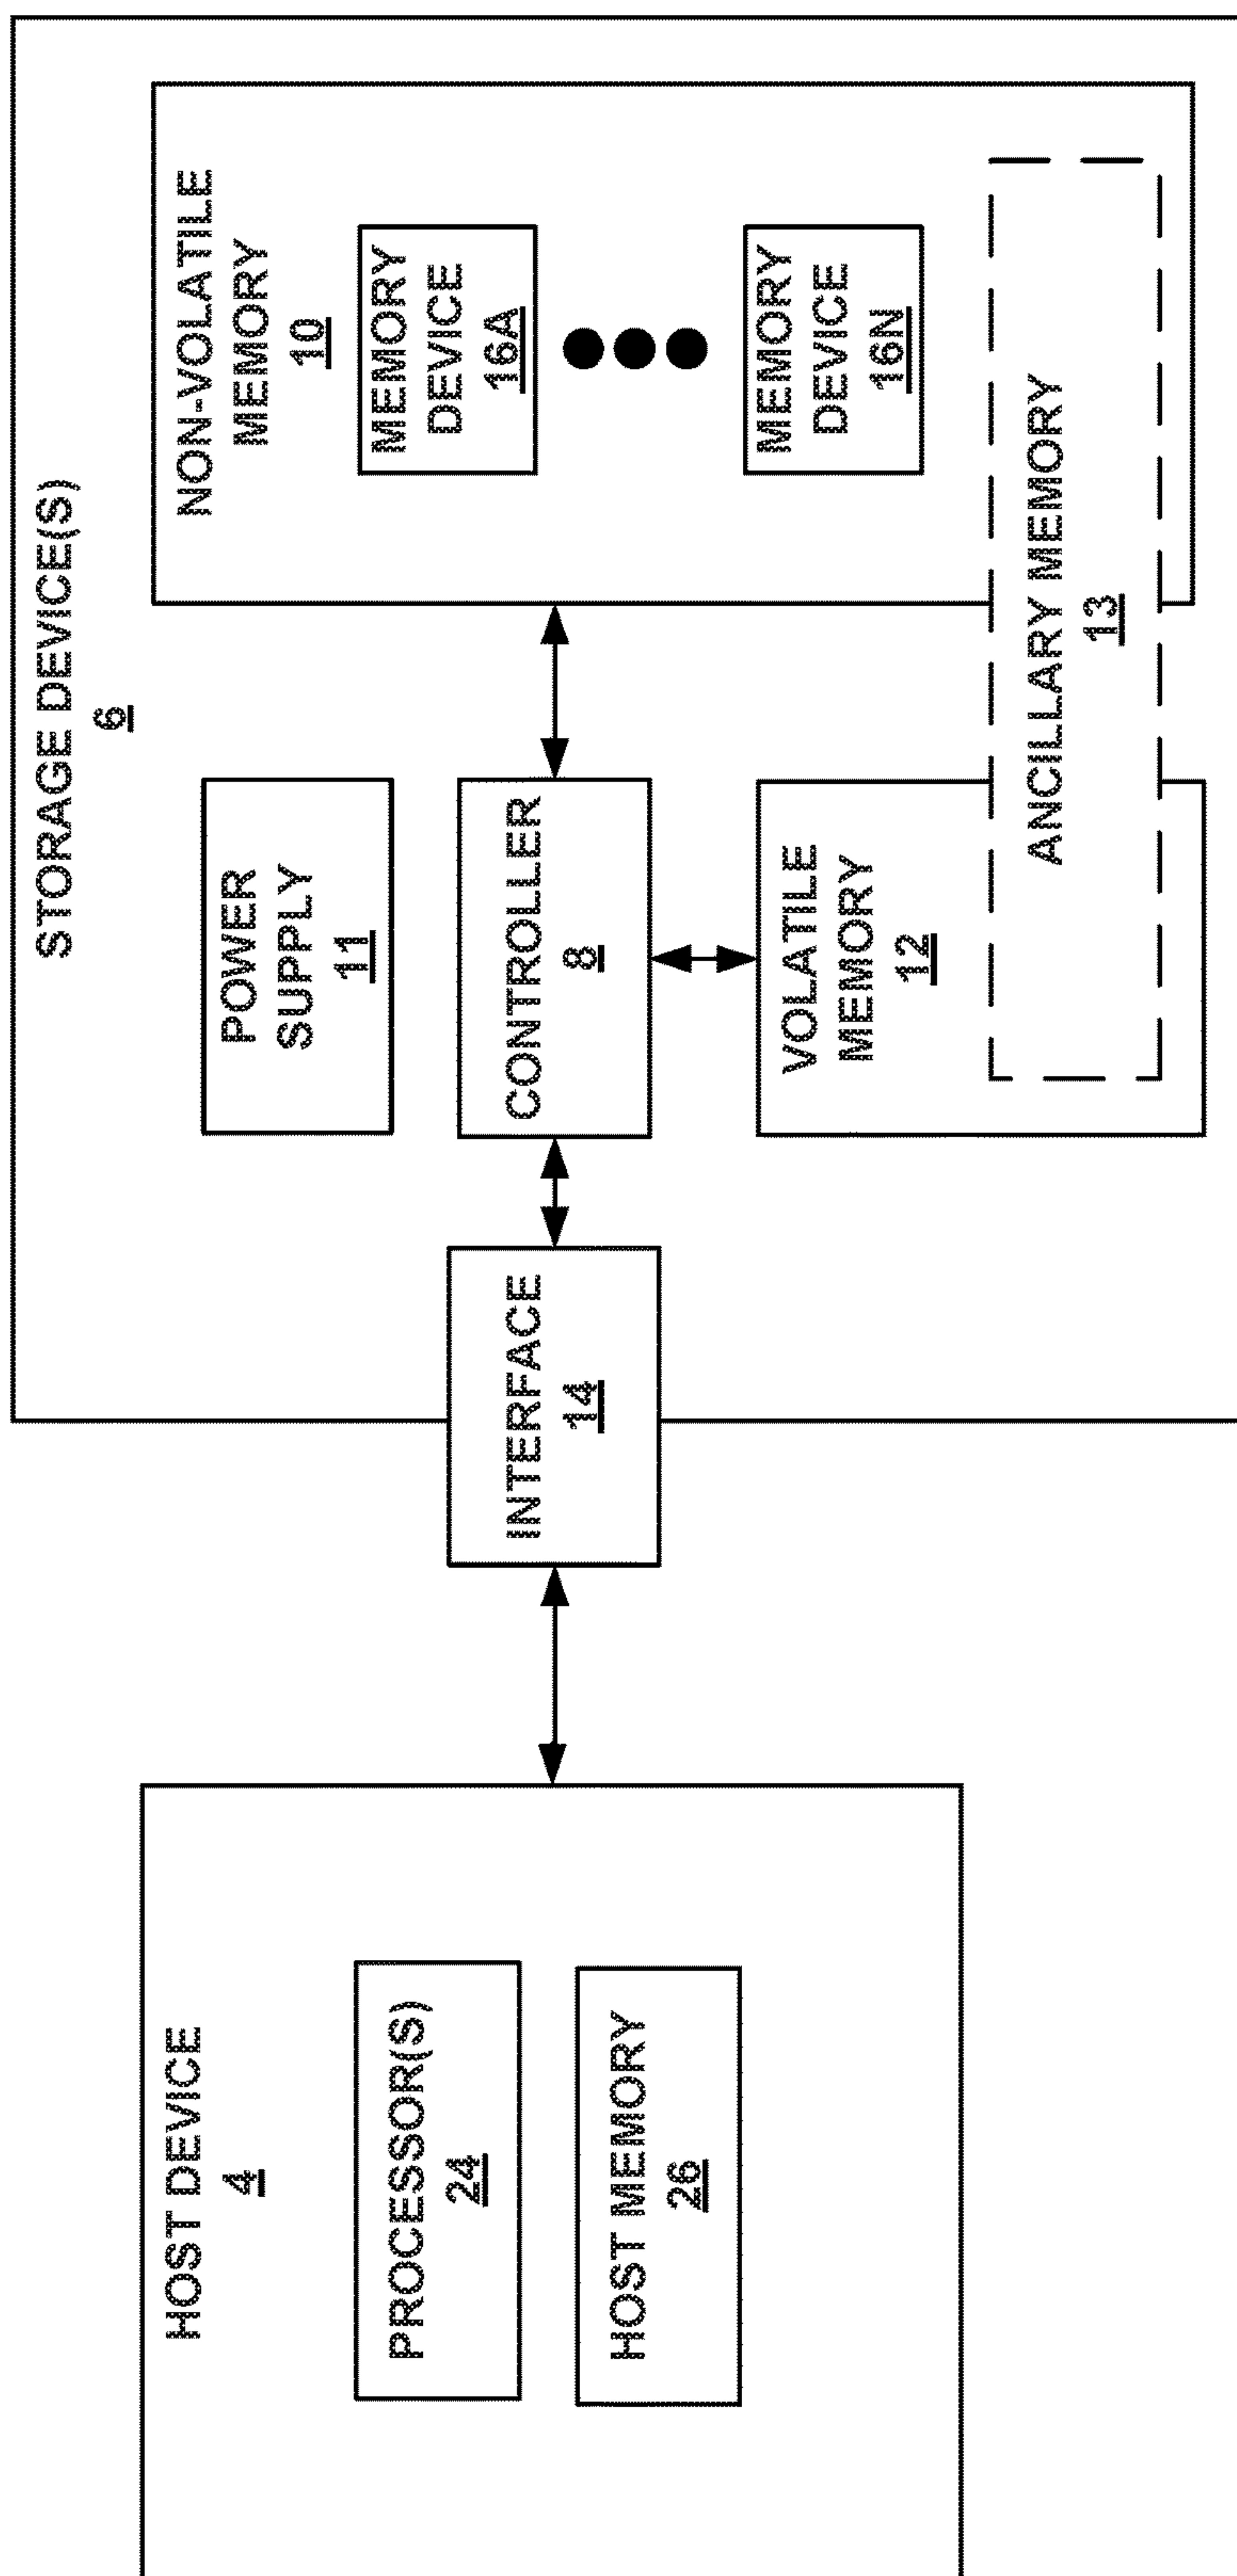 HOST DEVICE
4
PROCESSOR(S)
24
HOST MEMORY
26
STORAGE DEVICE(S)
6
INTERFACE
14
POWER
SUPPLY
11
CONTROLLER
8
VOLATILE
MEMORY
12
NON-VOLATILE
MEMORY
10
MEMORY
DEVICE
16A
MEMORY
DEVICE
16N
ANCILLARY MEMORY
13